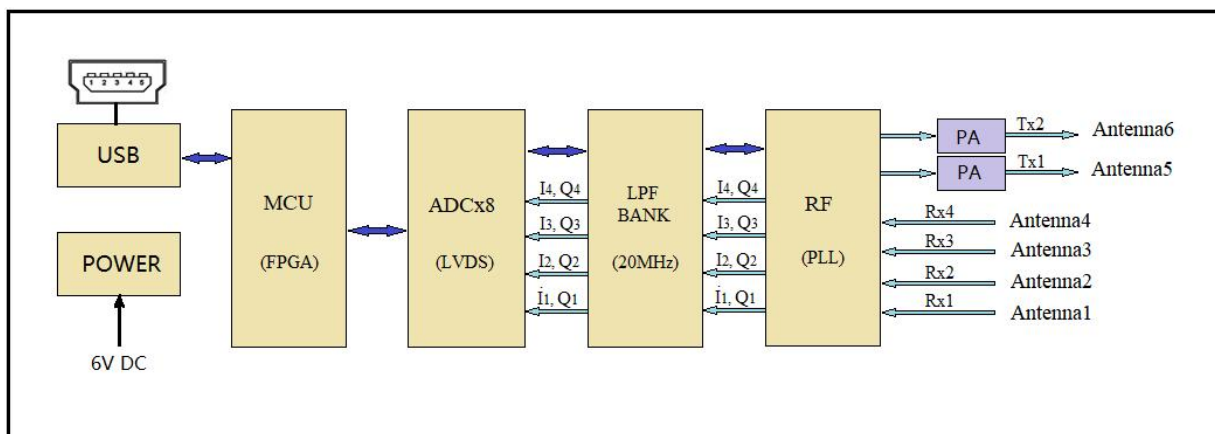 1 2 3 4 5
USB
POWER
6V DC
MCU
(FPGA)
ADCx8
(LVDS)
I4, Q4
I3, Q3
I2, Q2
i1, Q1
LPF
BANK
(20MHz)
I4, Q4
I3, Q3
I2, Q2
i1, Q1
RF
(PLL)
PA
Tx2
Antenna6
PA
Tx1
Antenna5
Rx4
Antenna4
Rx3
Antenna3
Rx2
Antenna2
Rx1
Antenna1